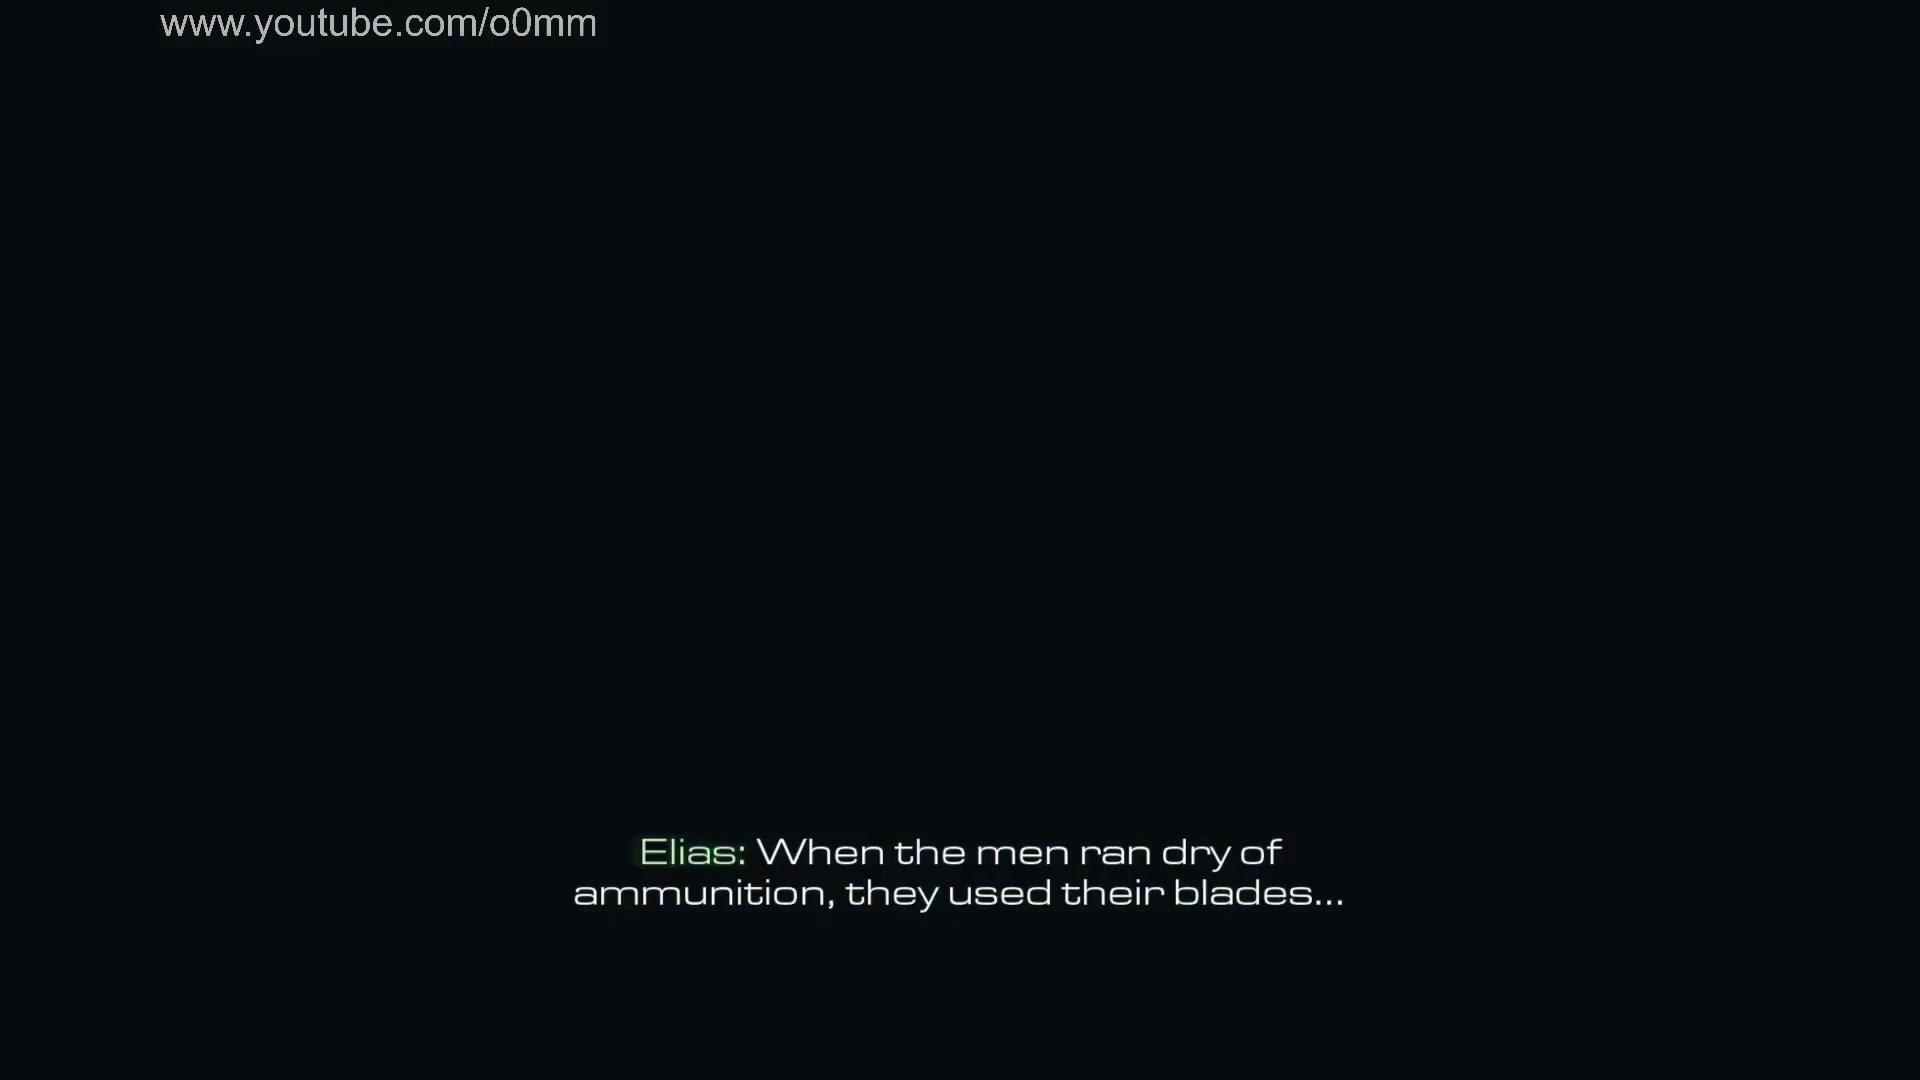 www.youtube.com/o0mm
Elias: When the men ran dry of
ammunition, they used their blades...